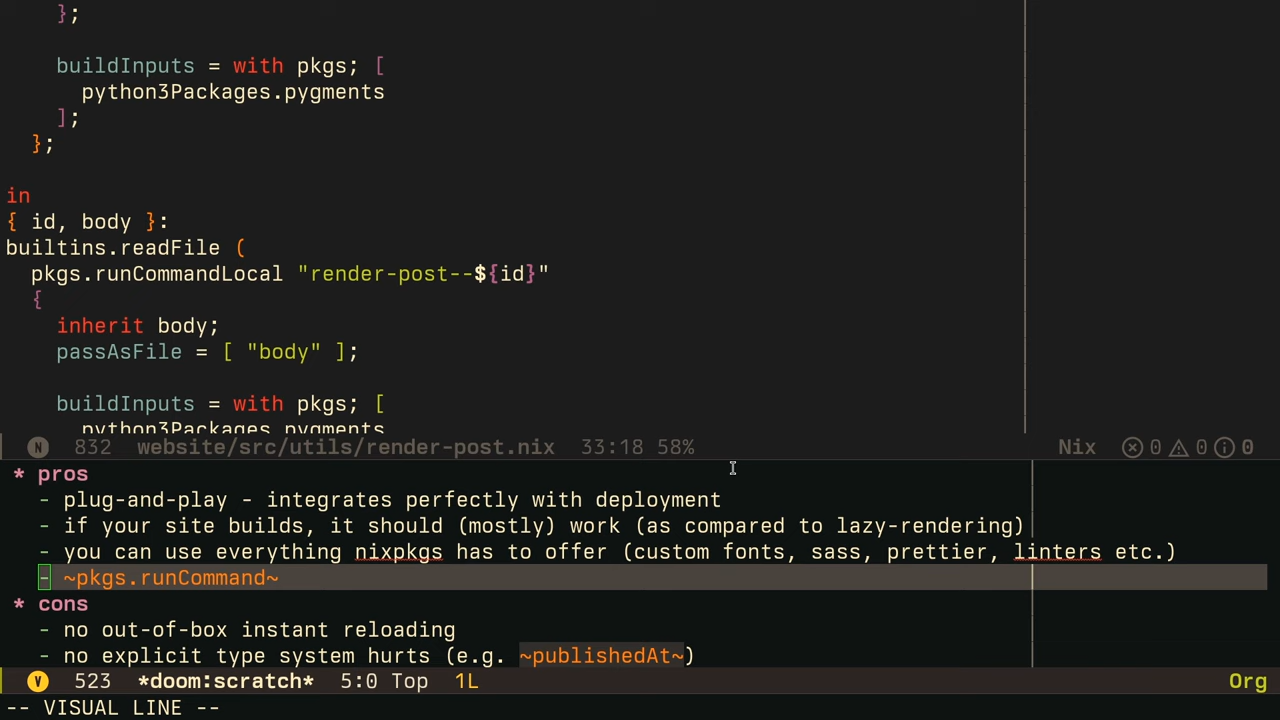 };
buildInputs = with pkgs; [
python3Packages.pygments
];
};
in
{ id, body }:
builtins.readFile (
pkgs.runCommandLocal "render-post--${id}"
{
inherit body;
passAsFile = [ "body" ];
buildInputs = with pkgs; [
python3Packages.pygments
N 832 website/src/utils/render-post.nix 33:18 58% Nix 0 0 0
* pros
- plug-and-play - integrates perfectly with deployment
- if your site builds, it should (mostly) work (as compared to lazy-rendering)
- you can use everything nixpkgs has to offer (custom fonts, sass, prettier, linters etc.)
- ~pkgs.runCommand~
* cons
- no out-of-box instant reloading
- no explicit type system hurts (e.g. ~publishedAt~)
V 523 *doom:scratch* 5:0 Top 1L Org
-- VISUAL LINE --